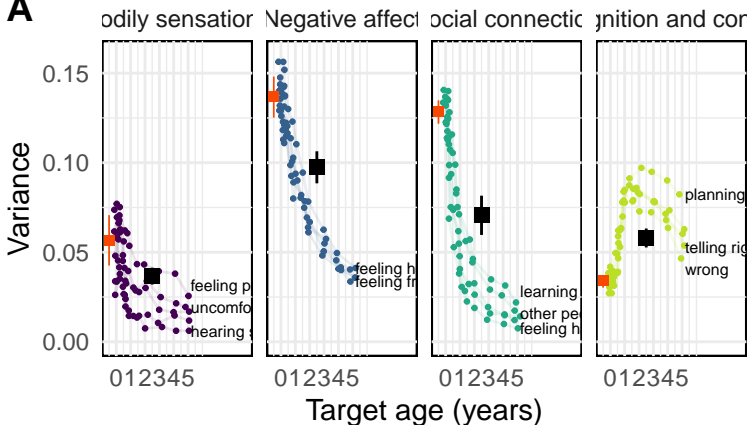 A
odily sensation
Negative affect
ocial connectic
gnition and con
0.15
0.10
0.05
0.00
Variance
feeling p
uncomfo
hearing s
feeling h
feeling fr
learning
other pe
feeling h
planning
telling rig
wrong
012345
012345
012345
012345
Target age (years)